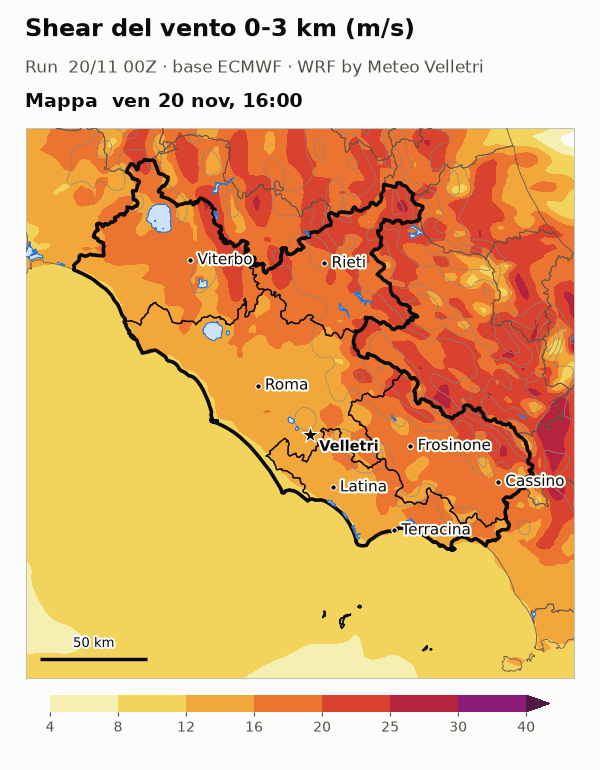 Shear del vento 0-3 km (m/s)
Run  20/11 00Z · base ECMWF · WRF by Meteo Velletri
Mappa  ven 20 nov, 16:00
Viterbo
Rieti
Roma
Velletri
Frosinone
Cassino
Latina
Terracina
50 km
4 8 12 16 20 25 30 40